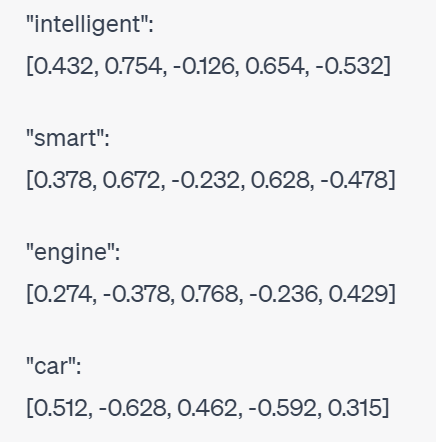 "intelligent":
[0.432, 0.754, -0.126, 0.654, -0.532]
"smart":
[0.378, 0.672, -0.232, 0.628, -0.478]
"engine":
[0.274, -0.378, 0.768, -0.236, 0.429]
"car":
[0.512, -0.628, 0.462, -0.592, 0.315]